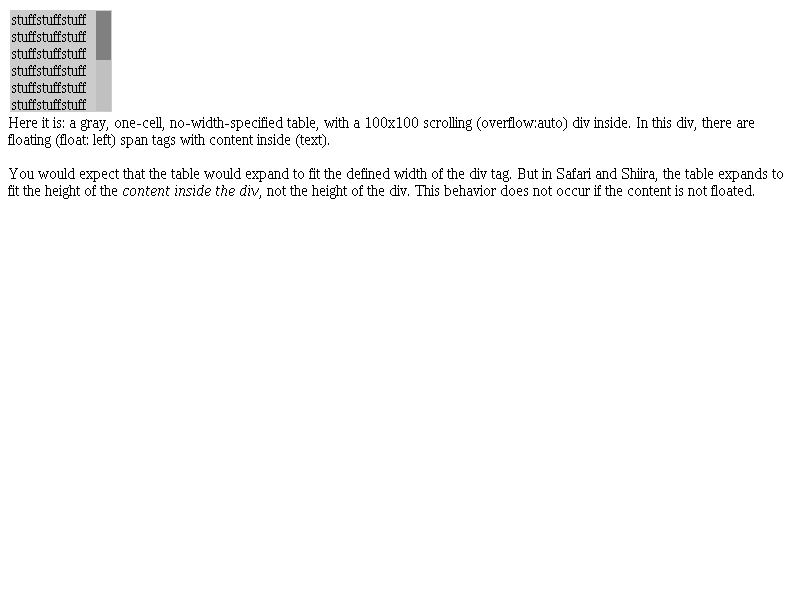 stuffstuffstuff
stuffstuffstuff
stuffstuffstuff
stuffstuffstuff
stuffstuffstuff
stuffstuffstuff
Here it is: a gray, one-cell, no-width-specified table, with a 100x100 scrolling (overflow:auto) div inside. In this div, there are
floating (float: left) span tags with content inside (text).
You would expect that the table would expand to fit the defined width of the div tag. But in Safari and Shiira, the table expands to
fit the height of the content inside the div, not the height of the div. This behavior does not occur if the content is not floated.